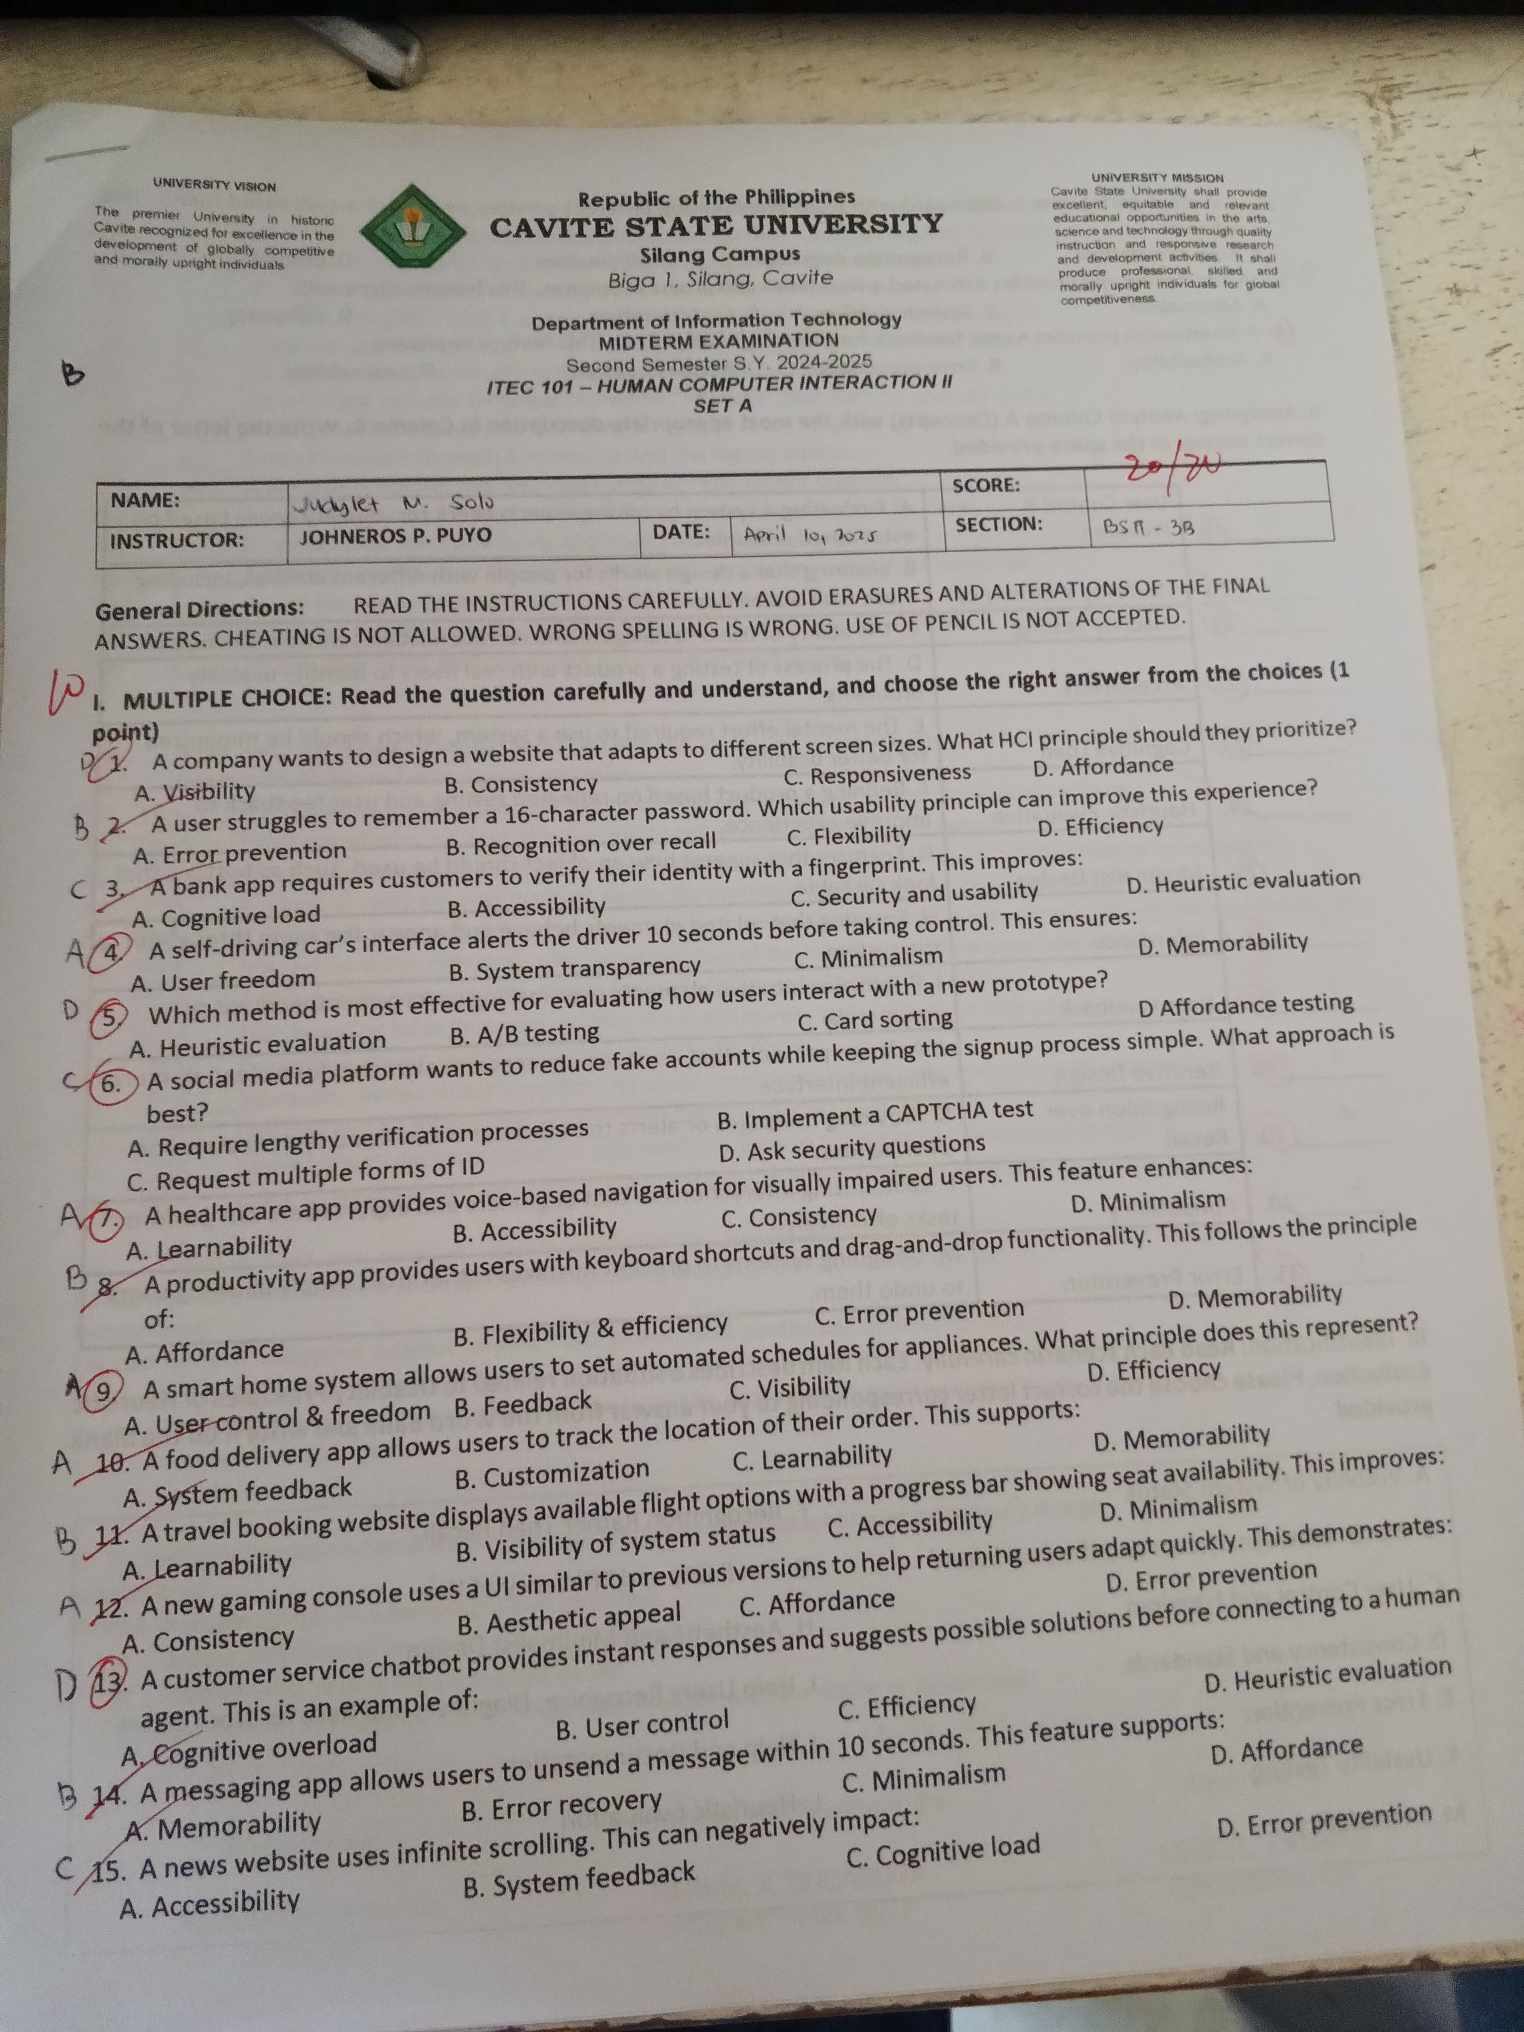 UNIVERSITY VISION
The premier University in historic
Cavite recognized for excellence in the
development of globally competitive
and morally upright individuals
Republic of the Philippines
CAVITE STATE UNIVERSITY
Silang Campus
Biga 1, Silang, Cavite
UNIVERSITY MISSION
Cavite State University shall provide
excellent, equitable and relevant
educational opportunities in the arts,
science and technology through quality
instruction and responsive research
and development activities. It shall
produce professional, skilled and
morally upright individuals for global
competitiveness.
Department of Information Technology
MIDTERM EXAMINATION
Second Semester S.Y. 2024-2025
ITEC 101 – HUMAN COMPUTER INTERACTION II
SET A
B
NAME: Judylet M. Solo SCORE:
INSTRUCTOR: JOHNEROS P. PUYO DATE: April 10, 2025 SECTION: BSIT - 3B
General Directions: READ THE INSTRUCTIONS CAREFULLY. AVOID ERASURES AND ALTERATIONS OF THE FINAL
ANSWERS. CHEATING IS NOT ALLOWED. WRONG SPELLING IS WRONG. USE OF PENCIL IS NOT ACCEPTED.
I. MULTIPLE CHOICE: Read the question carefully and understand, and choose the right answer from the choices (1
point)
D 1. A company wants to design a website that adapts to different screen sizes. What HCI principle should they prioritize?
A. Visibility B. Consistency C. Responsiveness D. Affordance
B 2. A user struggles to remember a 16-character password. Which usability principle can improve this experience?
A. Error prevention B. Recognition over recall C. Flexibility D. Efficiency
C 3. A bank app requires customers to verify their identity with a fingerprint. This improves:
A. Cognitive load B. Accessibility C. Security and usability D. Heuristic evaluation
A 4. A self-driving car's interface alerts the driver 10 seconds before taking control. This ensures:
A. User freedom B. System transparency C. Minimalism D. Memorability
D 5. Which method is most effective for evaluating how users interact with a new prototype?
A. Heuristic evaluation B. A/B testing C. Card sorting D Affordance testing
C 6. A social media platform wants to reduce fake accounts while keeping the signup process simple. What approach is
best?
A. Require lengthy verification processes B. Implement a CAPTCHA test
C. Request multiple forms of ID D. Ask security questions
A 7. A healthcare app provides voice-based navigation for visually impaired users. This feature enhances:
A. Learnability B. Accessibility C. Consistency D. Minimalism
B 8. A productivity app provides users with keyboard shortcuts and drag-and-drop functionality. This follows the principle
of:
A. Affordance B. Flexibility & efficiency C. Error prevention D. Memorability
A 9. A smart home system allows users to set automated schedules for appliances. What principle does this represent?
A. User control & freedom B. Feedback C. Visibility D. Efficiency
A 10. A food delivery app allows users to track the location of their order. This supports:
A. System feedback B. Customization C. Learnability D. Memorability
B 11. A travel booking website displays available flight options with a progress bar showing seat availability. This improves:
A. Learnability B. Visibility of system status C. Accessibility D. Minimalism
A 12. A new gaming console uses a UI similar to previous versions to help returning users adapt quickly. This demonstrates:
A. Consistency B. Aesthetic appeal C. Affordance D. Error prevention
D 13. A customer service chatbot provides instant responses and suggests possible solutions before connecting to a human
agent. This is an example of:
A. Cognitive overload B. User control C. Efficiency D. Heuristic evaluation
B 14. A messaging app allows users to unsend a message within 10 seconds. This feature supports:
A. Memorability B. Error recovery C. Minimalism D. Affordance
C 15. A news website uses infinite scrolling. This can negatively impact:
A. Accessibility B. System feedback C. Cognitive load D. Error prevention